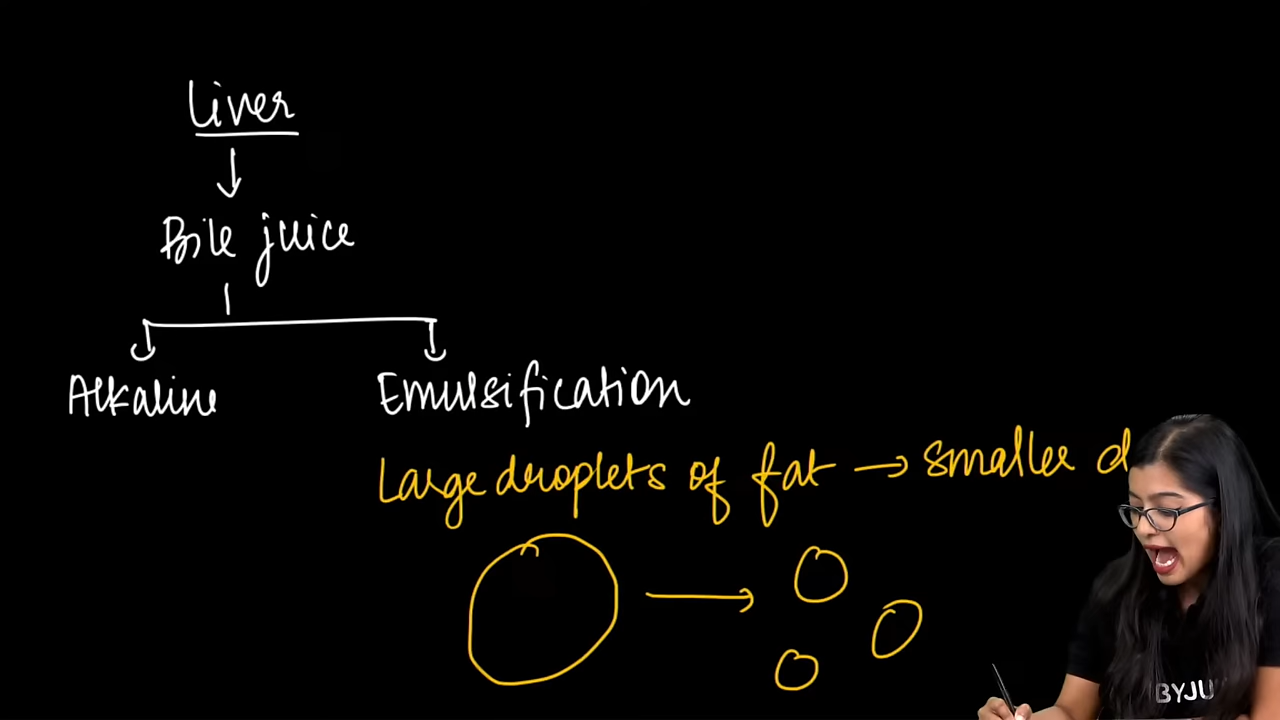 Liver
↓
Bile juice
Alkaline Emulsification
Large droplets of fat → smaller d
BYJU